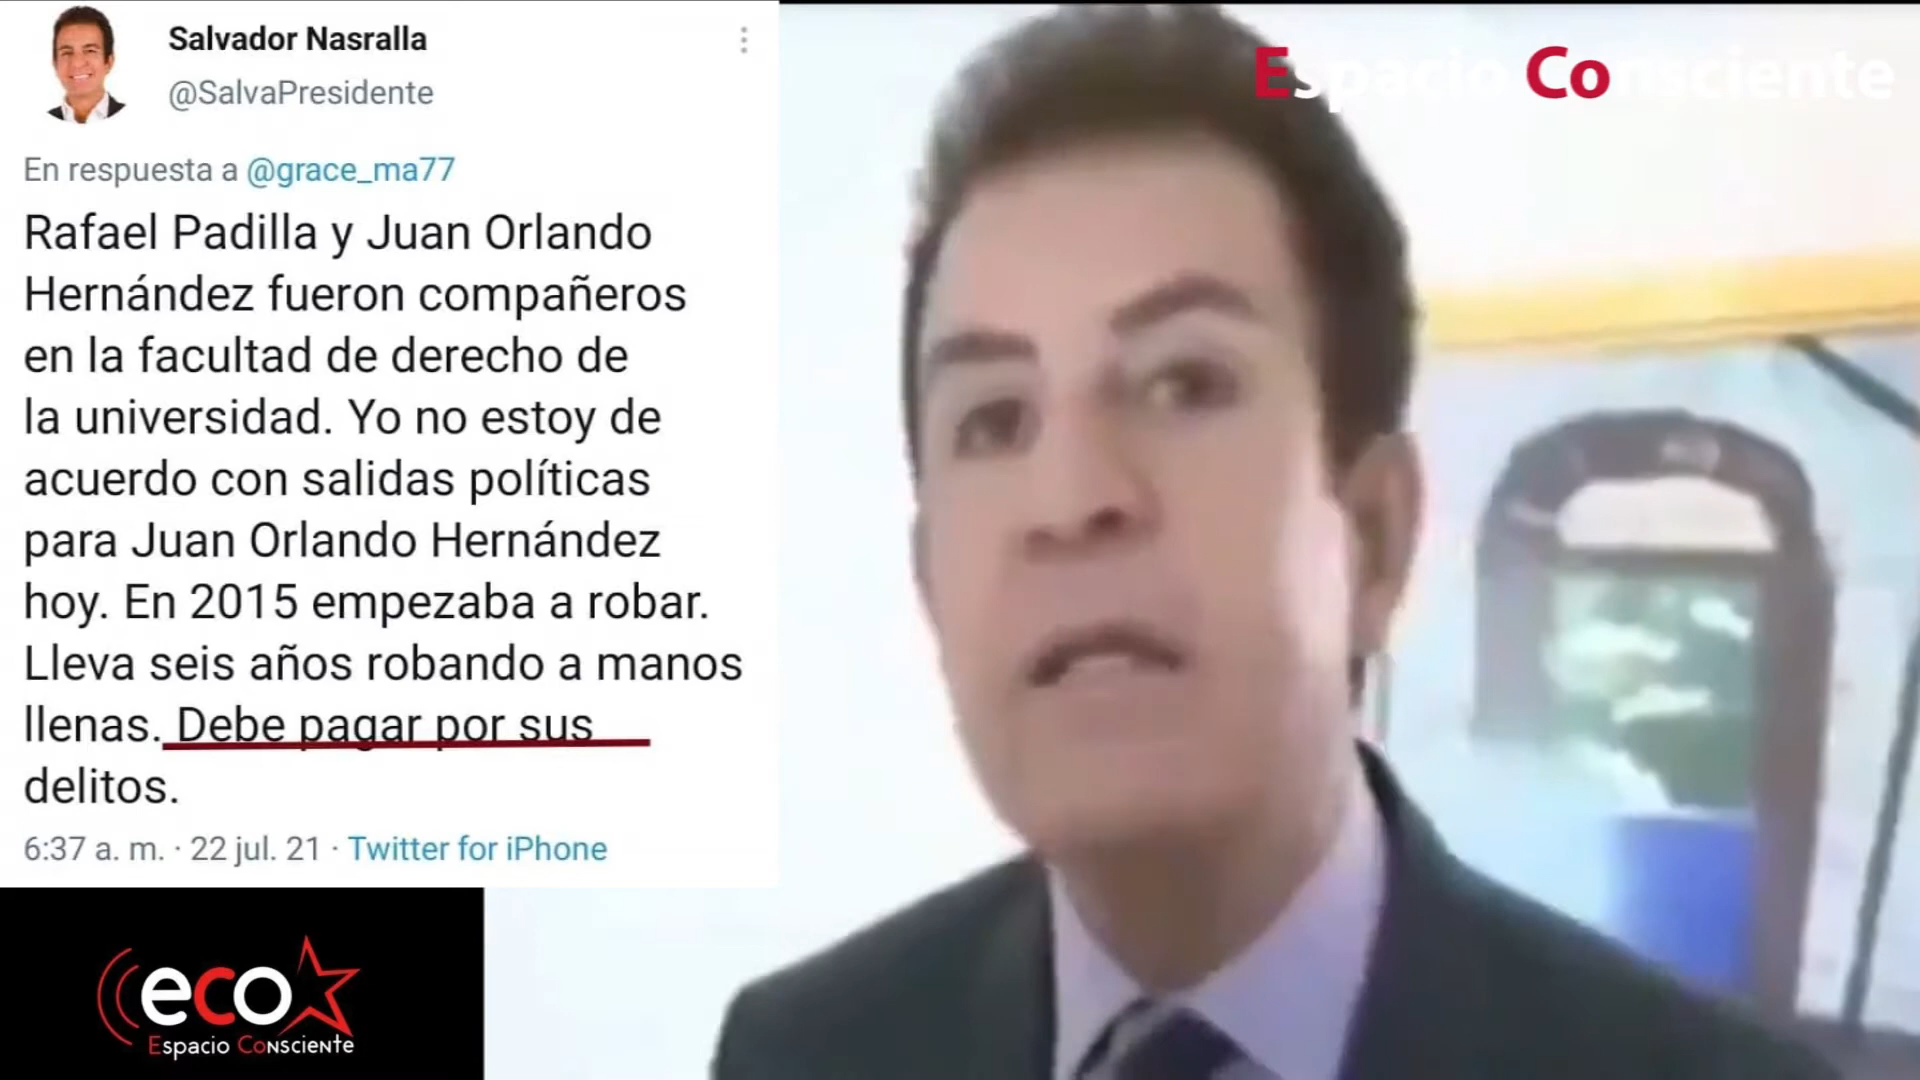 Salvador Nasralla
@SalvaPresidente
En respuesta a @grace_ma77
Rafael Padilla y Juan Orlando
Hernández fueron compañeros
en la facultad de derecho de
la universidad. Yo no estoy de
acuerdo con salidas políticas
para Juan Orlando Hernández
hoy. En 2015 empezaba a robar.
Lleva seis años robando a manos
llenas. Debe pagar por sus
delitos.
6:37 a. m. · 22 jul. 21 · Twitter for iPhone
Espacio Consciente
eco
Espacio Consciente